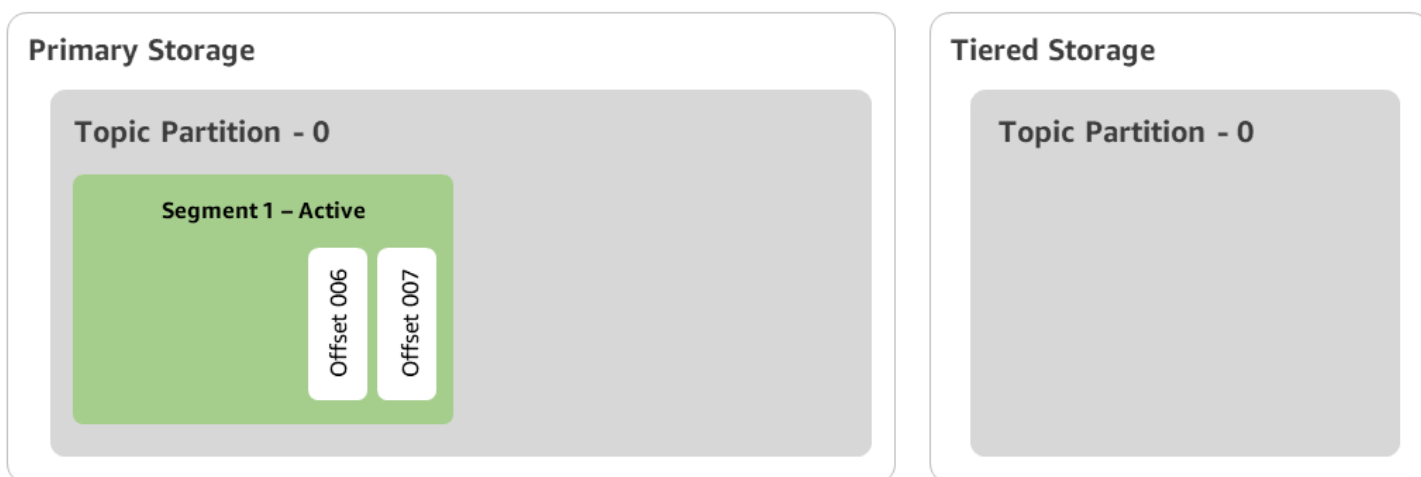 Primary Storage
Topic Partition - 0
Segment 1 – Active
Offset 006
Offset 007
Tiered Storage
Topic Partition - 0